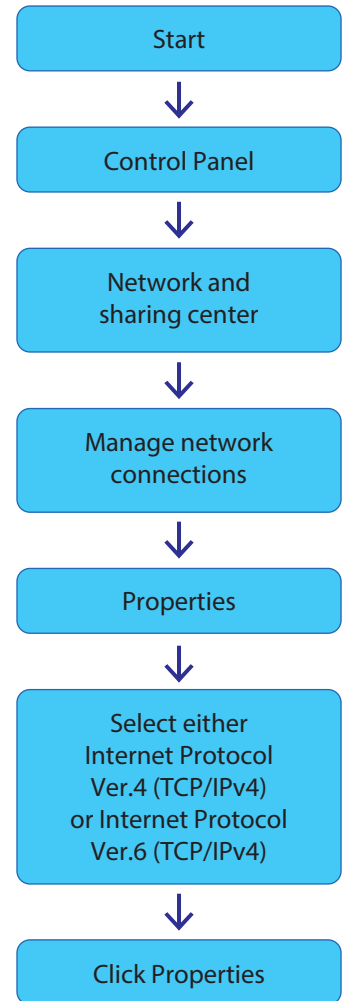 Start
Control Panel
Network and
sharing center
Manage network
connections
Properties
Select either
Internet Protocol
Ver.4 (TCP/IPv4)
or Internet Protocol
Ver.6 (TCP/IPv4)
Click Properties